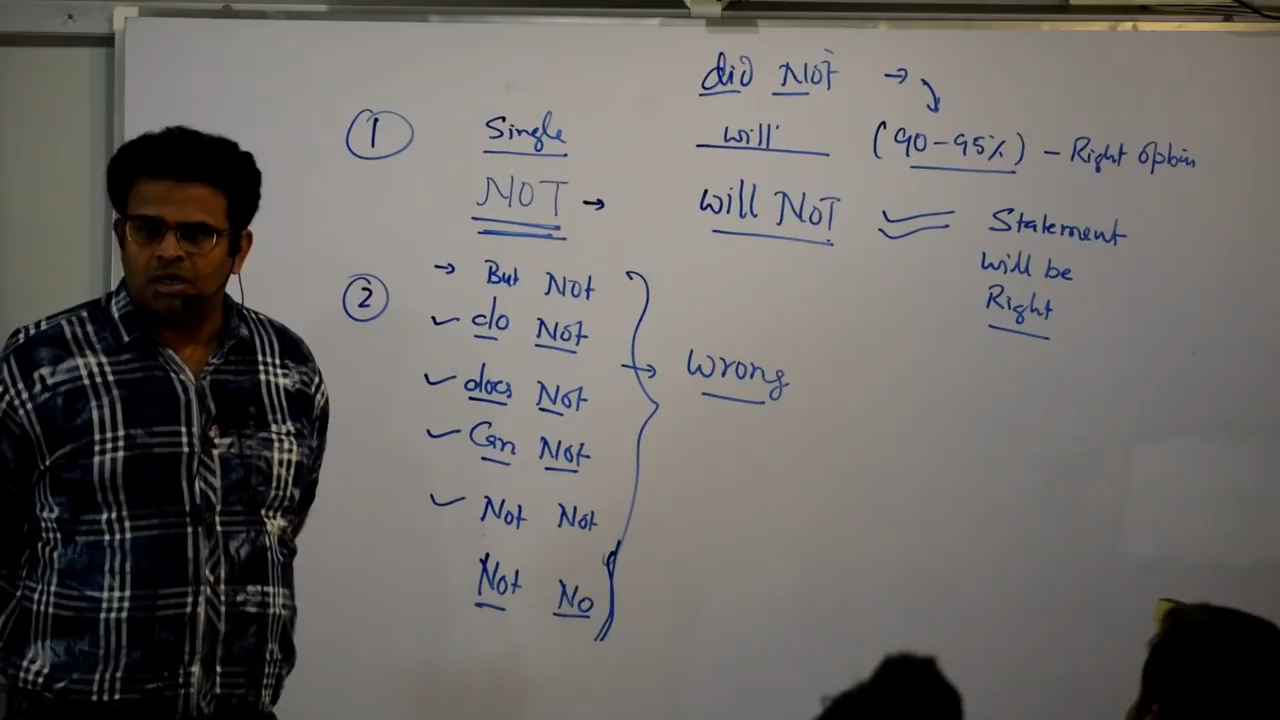 did NOT →
① Single will (90-95%) - Right option
NOT → will NOT Statement
will be
Right
② → But Not
✓ do Not
✓ does Not → Wrong
✓ Can Not
✓ Not Not
Not No